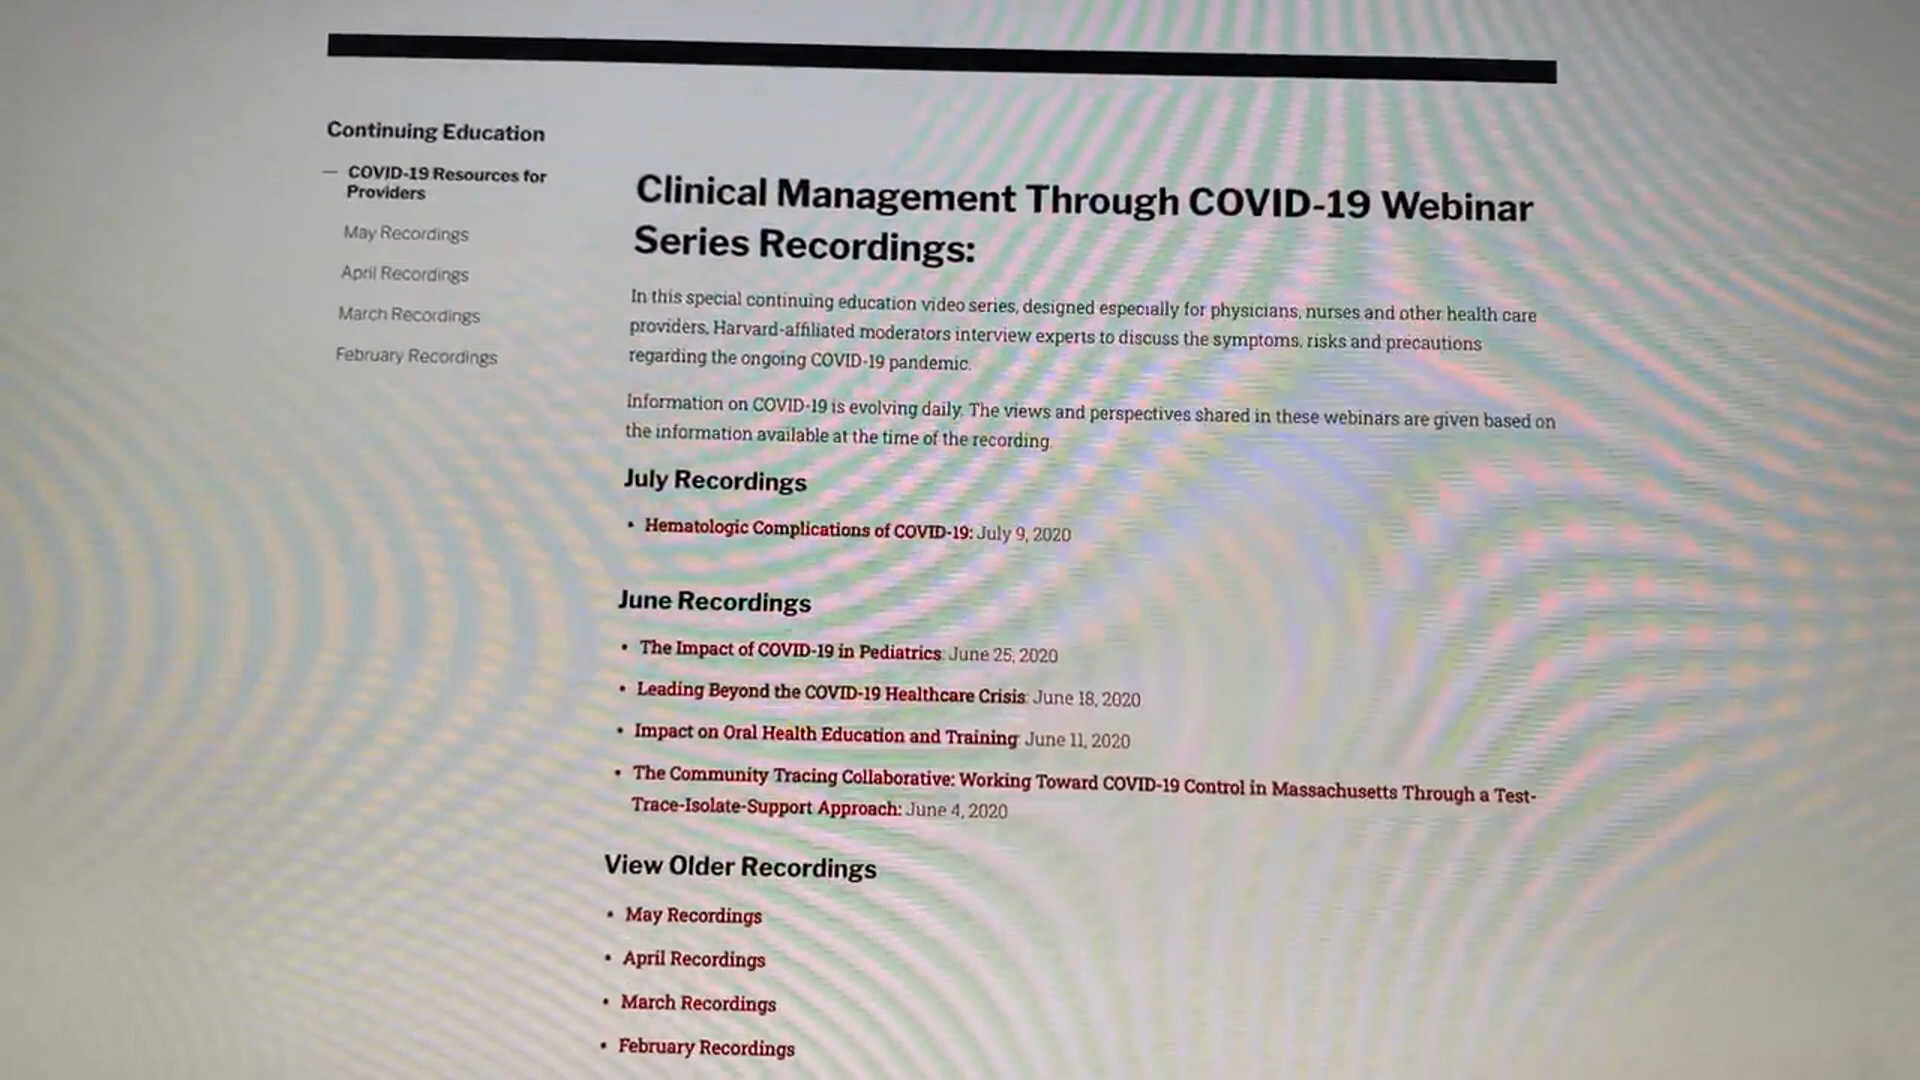 Continuing Education
— COVID-19 Resources for
Providers
May Recordings
April Recordings
March Recordings
February Recordings
Clinical Management Through COVID-19 Webinar
Series Recordings:
In this special continuing education video series, designed especially for physicians, nurses and other health care
providers, Harvard-affiliated moderators interview experts to discuss the symptoms, risks and precautions
regarding the ongoing COVID-19 pandemic.
Information on COVID-19 is evolving daily. The views and perspectives shared in these webinars are given based on
the information available at the time of the recording.
July Recordings
• Hematologic Complications of COVID-19: July 9, 2020
June Recordings
• The Impact of COVID-19 in Pediatrics: June 25, 2020
• Leading Beyond the COVID-19 Healthcare Crisis: June 18, 2020
• Impact on Oral Health Education and Training: June 11, 2020
• The Community Tracing Collaborative: Working Toward COVID-19 Control in Massachusetts Through a Test-
Trace-Isolate-Support Approach: June 4, 2020
View Older Recordings
• May Recordings
• April Recordings
• March Recordings
• February Recordings